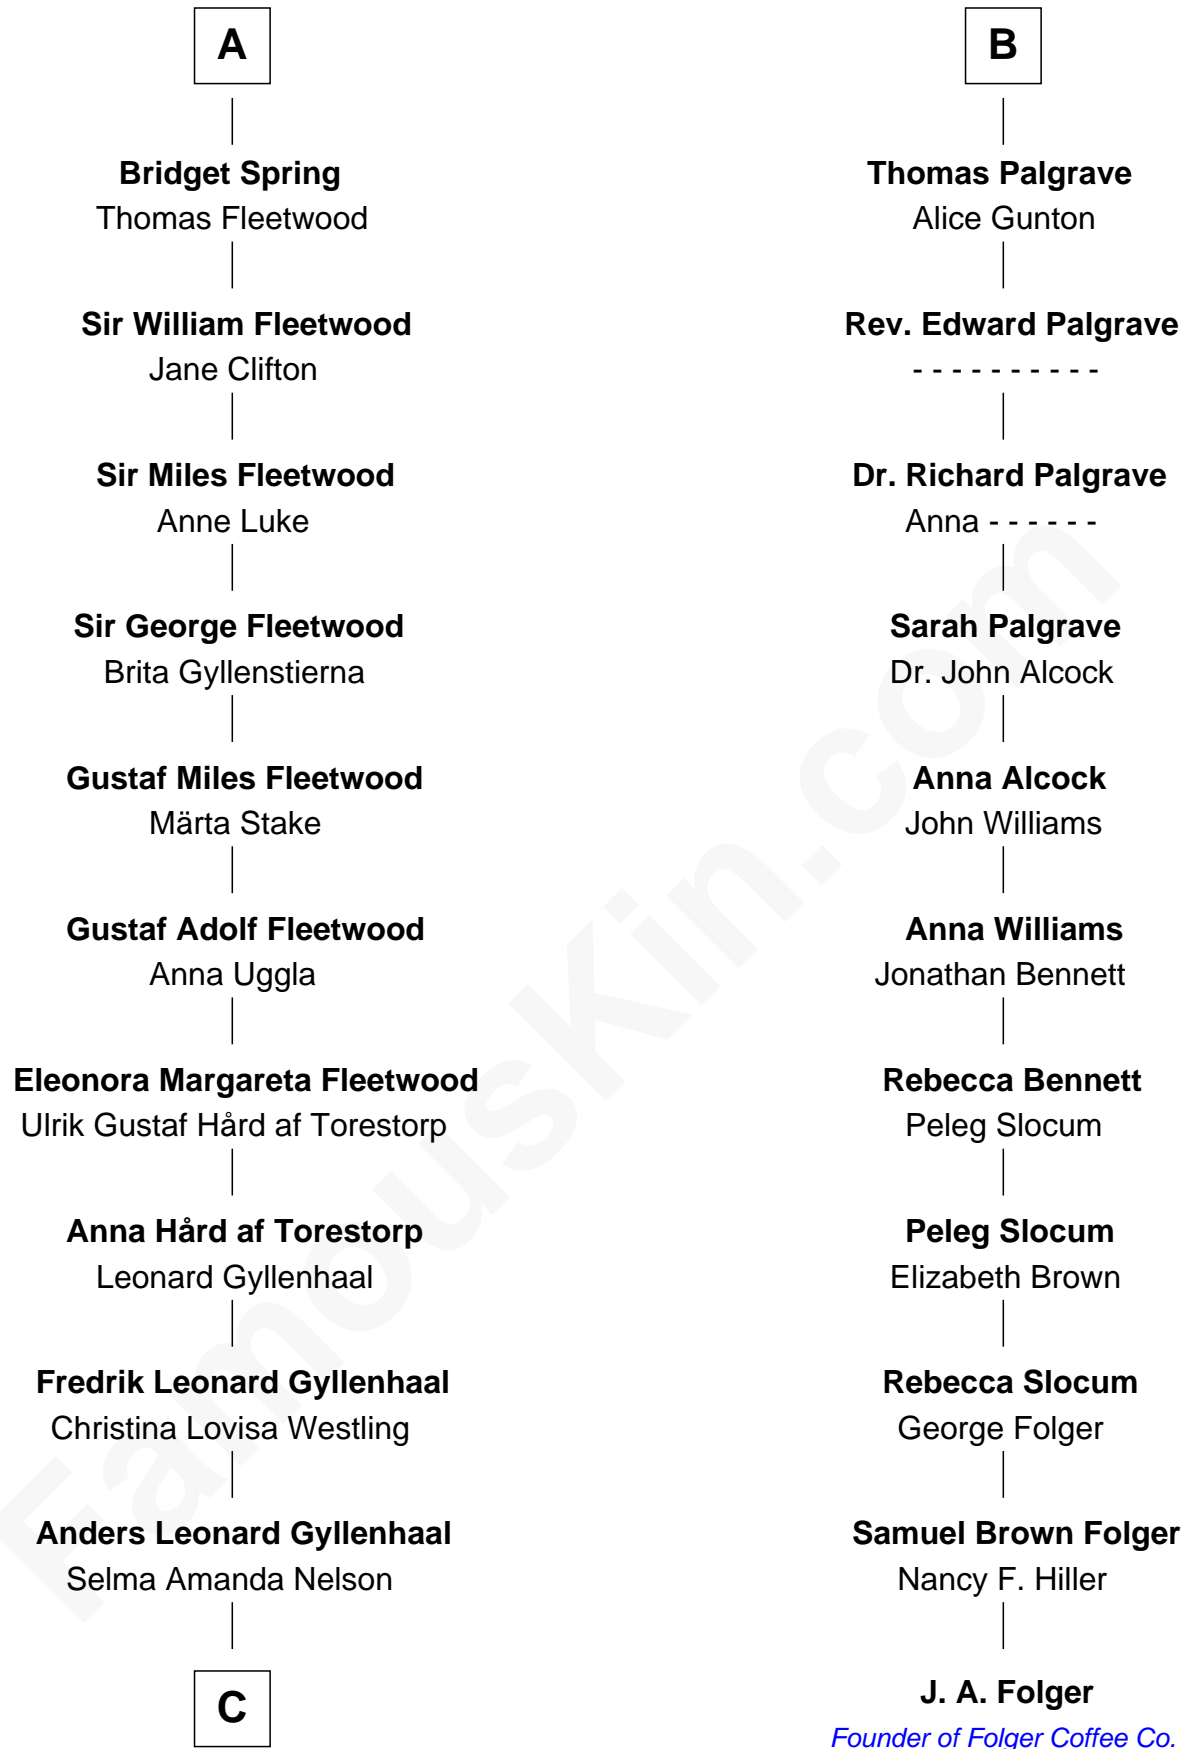 A
Bridget Spring
Thomas Fleetwood
Sir William Fleetwood
Jane Clifton
Sir Miles Fleetwood
Anne Luke
Sir George Fleetwood
Brita Gyllenstierna
Gustaf Miles Fleetwood
Märta Stake
Gustaf Adolf Fleetwood
Anna Uggla
Eleonora Margareta Fleetwood
Ulrik Gustaf Hård af Torestorp
Anna Hård af Torestorp
Leonard Gyllenhaal
Fredrik Leonard Gyllenhaal
Christina Lovisa Westling
Anders Leonard Gyllenhaal
Selma Amanda Nelson
C
B
Thomas Palgrave
Alice Gunton
Rev. Edward Palgrave
- - - - - - - - - -
Dr. Richard Palgrave
Anna - - - - - -
Sarah Palgrave
Dr. John Alcock
Anna Alcock
John Williams
Anna Williams
Jonathan Bennett
Rebecca Bennett
Peleg Slocum
Peleg Slocum
Elizabeth Brown
Rebecca Slocum
George Folger
Samuel Brown Folger
Nancy F. Hiller
J. A. Folger
Founder of Folger Coffee Co.
FamousKin.com